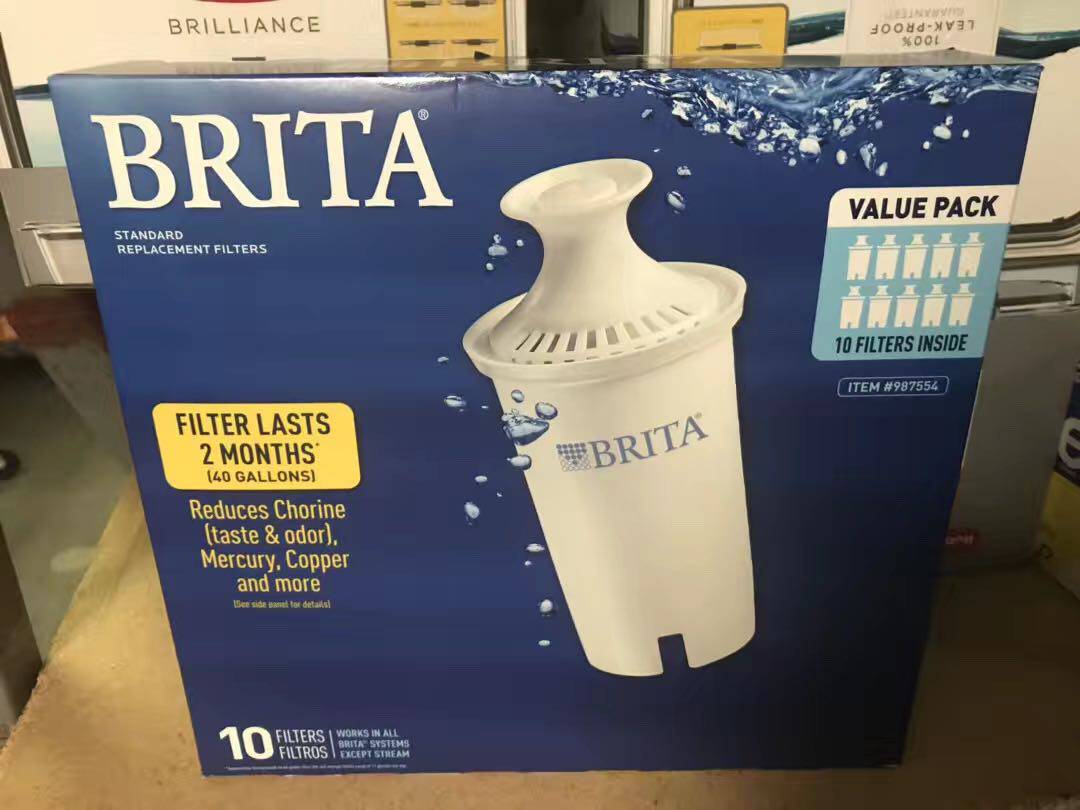 BRILLIANCE
100%
LEAK-PROOF
GUARANTEE!
BRITA®
STANDARD
REPLACEMENT FILTERS
VALUE PACK
10 FILTERS INSIDE
ITEM #987554
BRITA®
FILTER LASTS
2 MONTHS*
(40 GALLONS)
Reduces Chorine
(taste & odor),
Mercury, Copper
and more
(See side panel for details)
10 FILTERS
FILTROS
WORKS IN ALL
BRITA® SYSTEMS
EXCEPT STREAM